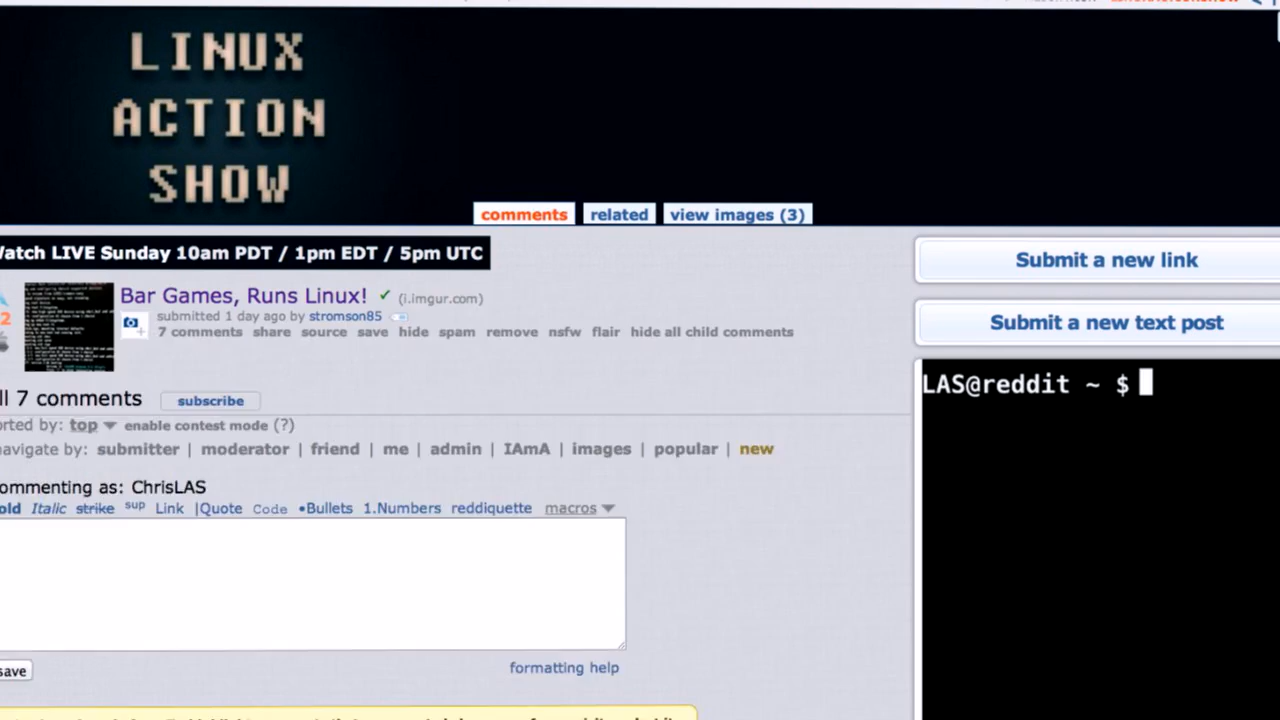 LINUX
ACTION
SHOW
comments related view images (3)
Watch LIVE Sunday 10am PDT / 1pm EDT / 5pm UTC
Submit a new link
Bar Games, Runs Linux! ✔ (i.imgur.com)
submitted 1 day ago by stromson85
2
7 comments share source save hide spam remove nsfw flair hide all child comments
Submit a new text post
LAS@reddit ~ $
ll 7 comments subscribe
orted by: top enable contest mode (?)
navigate by: submitter | moderator | friend | me | admin | IAmA | images | popular | new
ommenting as: ChrisLAS
old Italic strike sup Link |Quote Code •Bullets 1.Numbers reddiquette macros
save
formatting help